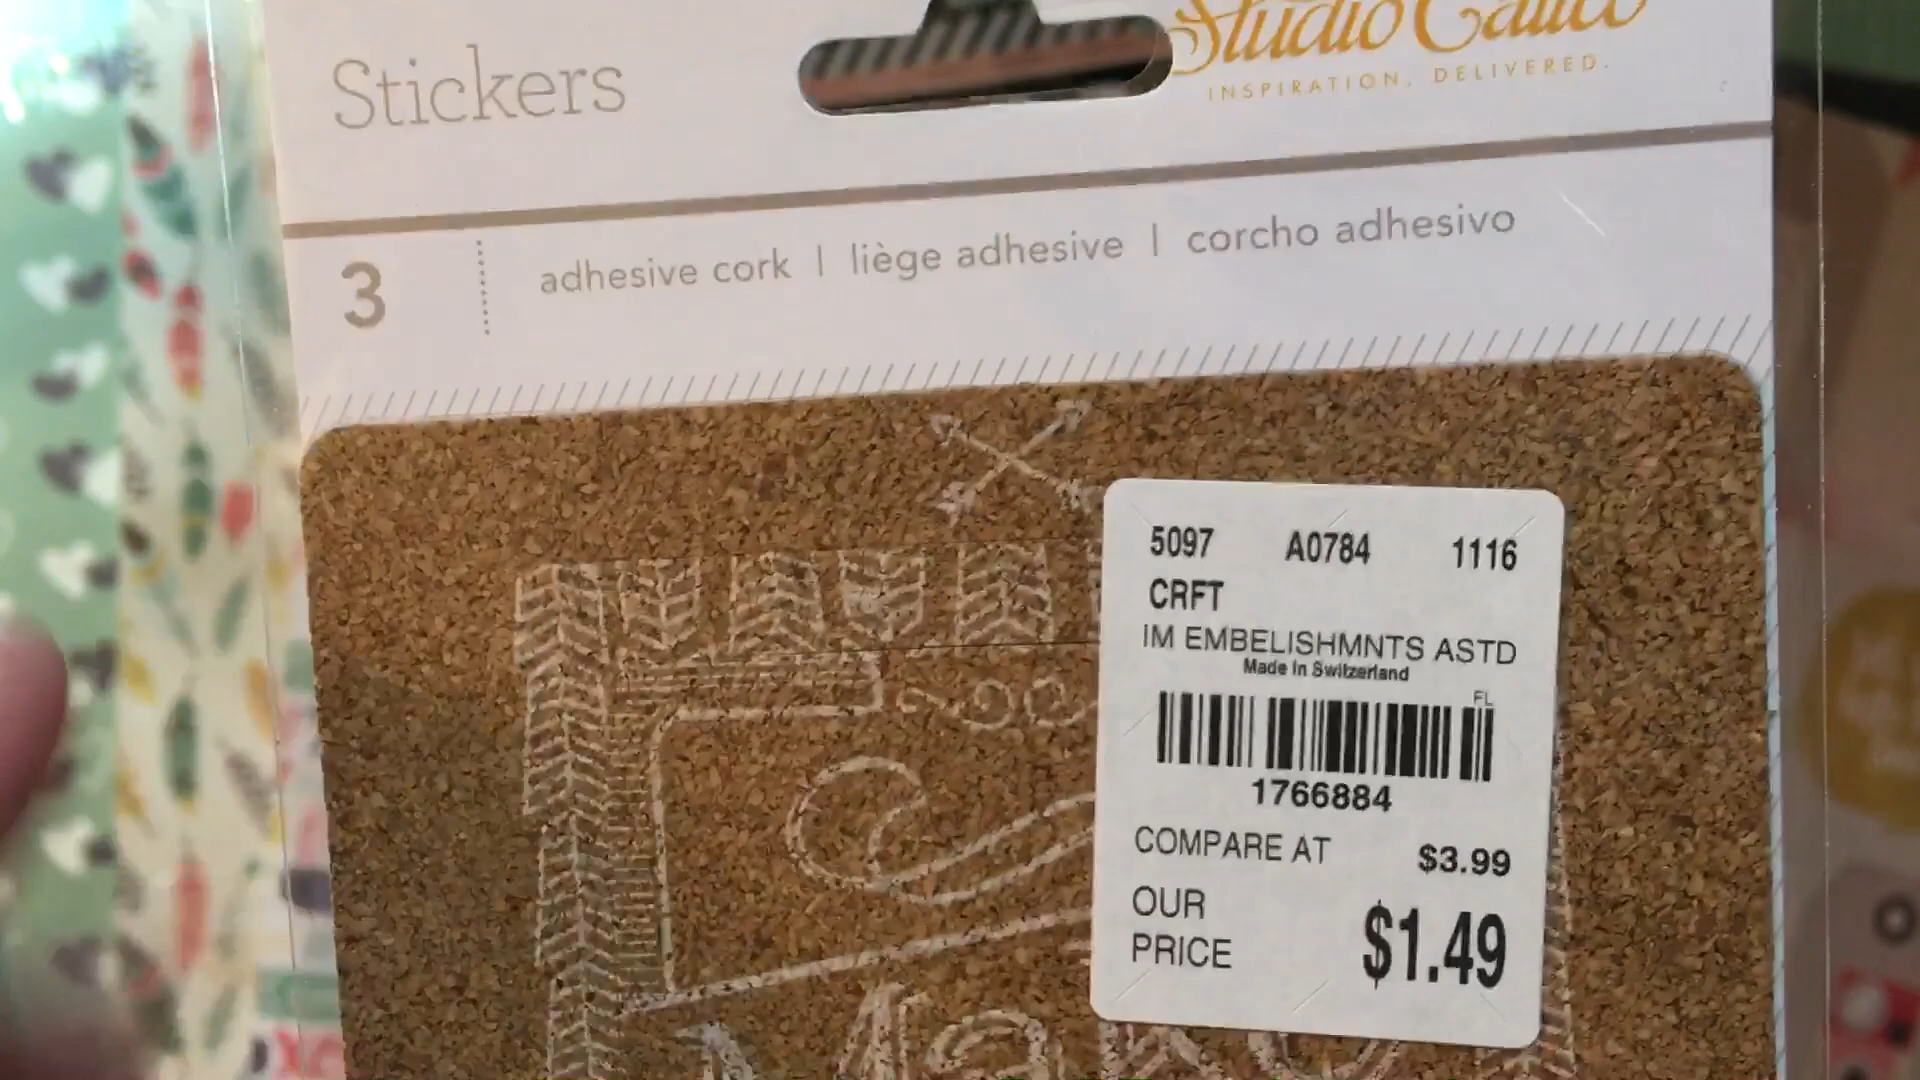 Stickers
Studio Calico
INSPIRATION. DELIVERED.
3
adhesive cork | liège adhesive | corcho adhesivo
5097 A0784 1116
CRFT
IM EMBELISHMNTS ASTD
Made In Switzerland
FL
1766884
COMPARE AT $3.99
OUR
PRICE $1.49